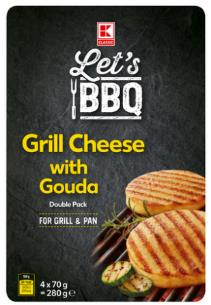 K
CLASSIC
Let's
BBQ
Grill Cheese
with
Gouda
Double Pack
FOR GRILL & PAN
4 x 70 g
= 280 g e